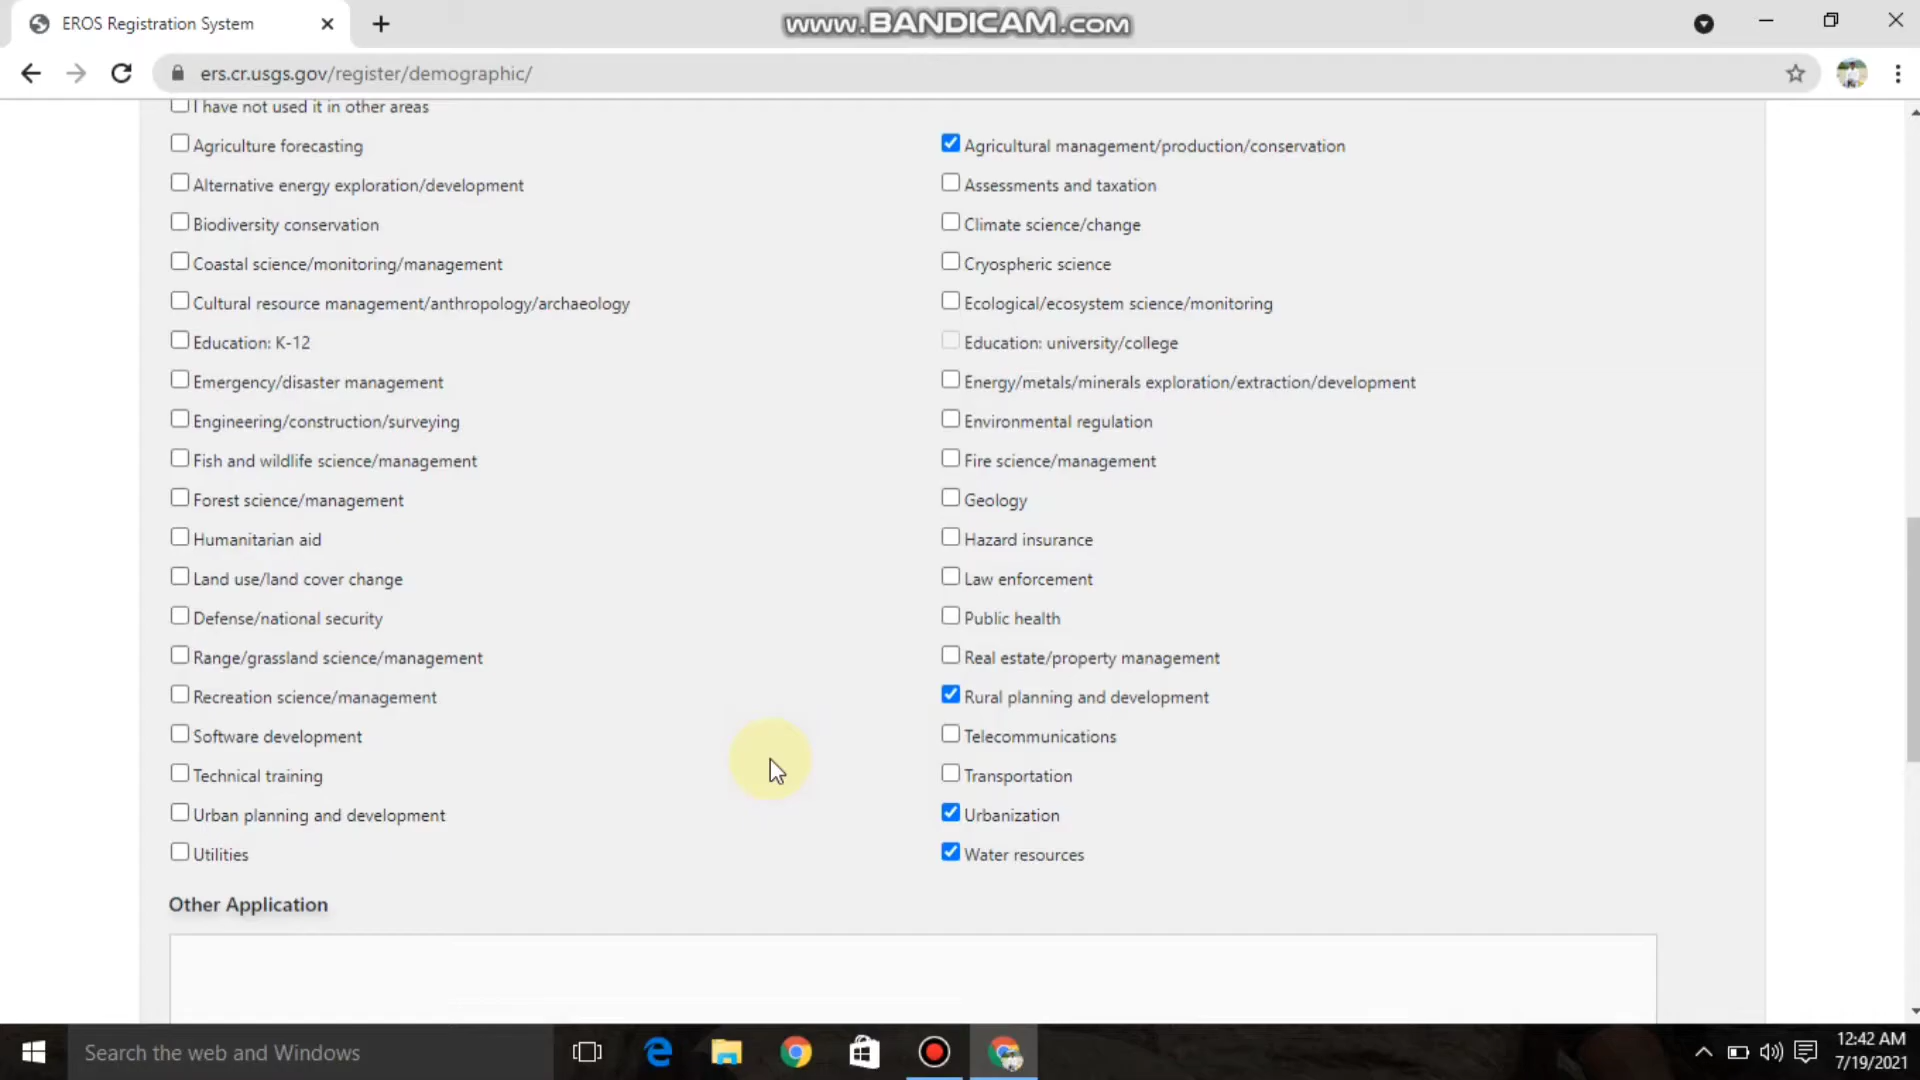 EROS Registration System
www.BANDICAM.com
ers.cr.usgs.gov/register/demographic/
I have not used it in other areas
Agriculture forecasting
Agricultural management/production/conservation
Alternative energy exploration/development
Assessments and taxation
Biodiversity conservation
Climate science/change
Coastal science/monitoring/management
Cryospheric science
Cultural resource management/anthropology/archaeology
Ecological/ecosystem science/monitoring
Education: K-12
Education: university/college
Emergency/disaster management
Energy/metals/minerals exploration/extraction/development
Engineering/construction/surveying
Environmental regulation
Fish and wildlife science/management
Fire science/management
Forest science/management
Geology
Humanitarian aid
Hazard insurance
Land use/land cover change
Law enforcement
Defense/national security
Public health
Range/grassland science/management
Real estate/property management
Recreation science/management
Rural planning and development
Software development
Telecommunications
Technical training
Transportation
Urban planning and development
Urbanization
Utilities
Water resources
Other Application
Search the web and Windows
12:42 AM
7/19/2021